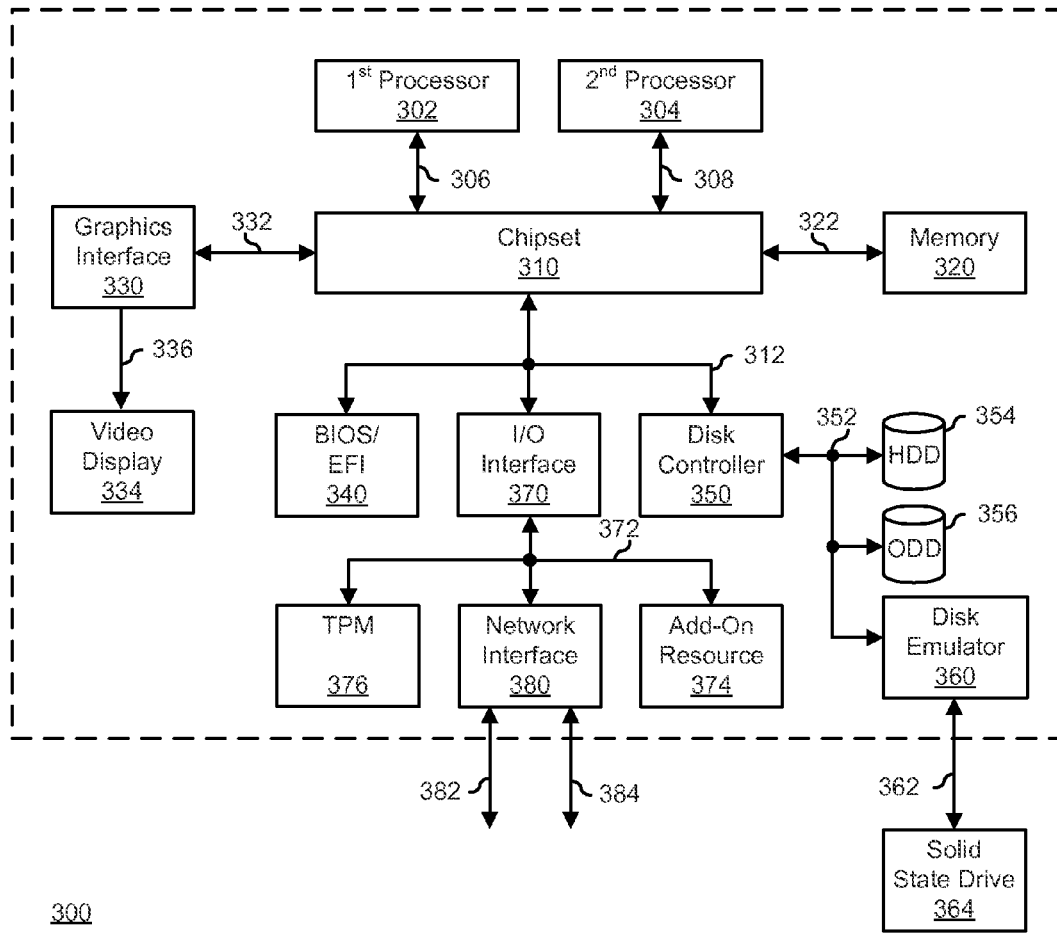 1st Processor
302
2nd Processor
304
306
308
Graphics
Interface
330
332
Chipset
310
322
Memory
320
336
312
Video
Display
334
BIOS/
EFI
340
I/O
Interface
370
Disk
Controller
350
352
HDD
354
ODD
356
372
TPM
376
Network
Interface
380
Add-On
Resource
374
Disk
Emulator
360
382
384
362
Solid
State Drive
364
300